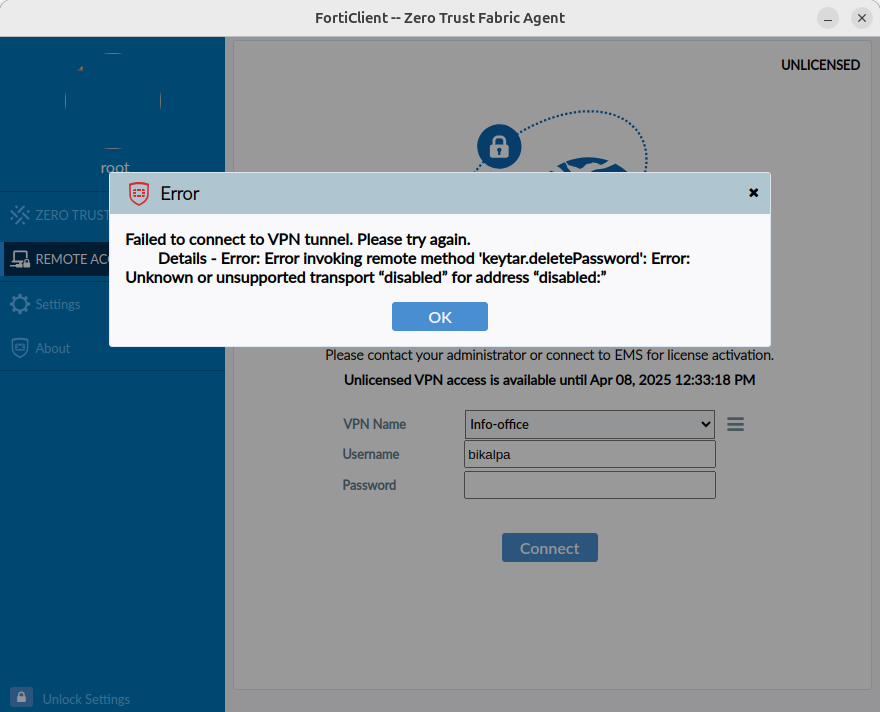 FortiClient -- Zero Trust Fabric Agent
UNLICENSED
root
Error
Failed to connect to VPN tunnel. Please try again.
Details - Error: Error invoking remote method 'keytar.deletePassword': Error:
Unknown or unsupported transport “disabled” for address “disabled:”
OK
ZERO TRUST
REMOTE ACC
Settings
About
Please contact your administrator or connect to EMS for license activation.
Unlicensed VPN access is available until Apr 08, 2025 12:33:18 PM
VPN Name
Info-office
Username
bikalpa
Password
Connect
Unlock Settings